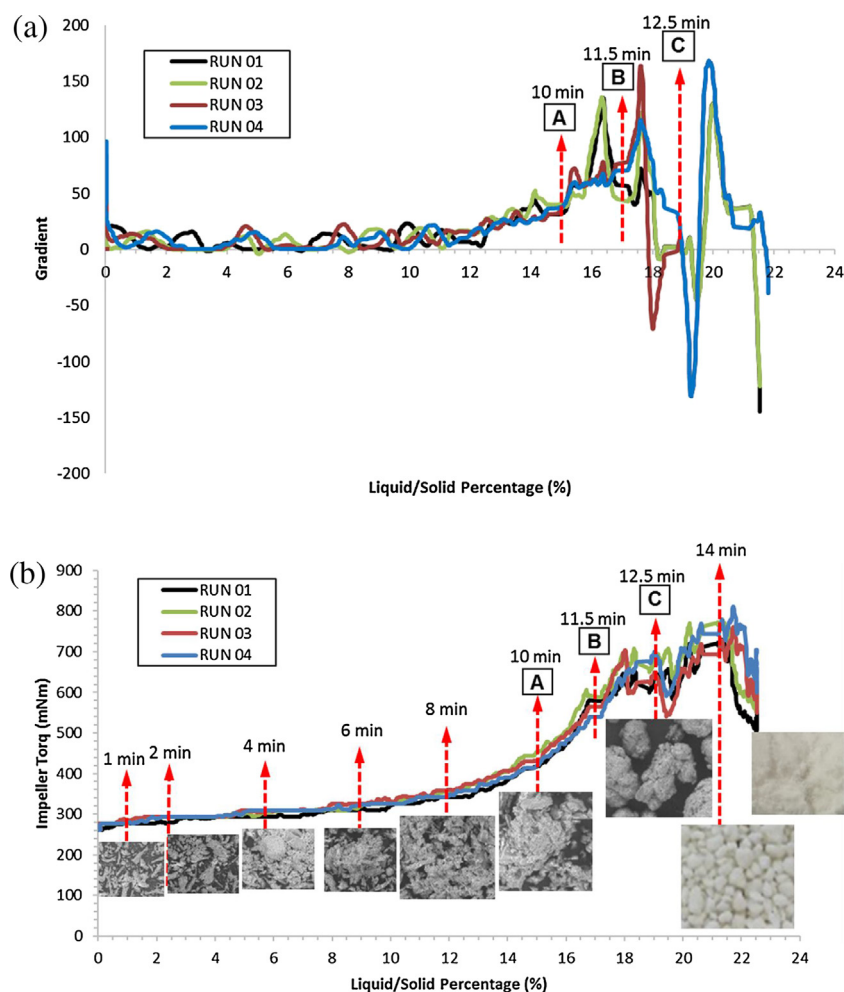 (a)
200
150
100
50
0
-50
-100
-150
-200
Gradient
RUN 01
RUN 02
RUN 03
RUN 04
10 min
A
11.5 min
B
12.5 min
C
0 2 4 6 8 10 12 14 16 18 20 22 24
Liquid/Solid Percentage (%)
(b)
900
800
700
600
500
400
300
200
100
0
Impeller Torq (mNm)
RUN 01
RUN 02
RUN 03
RUN 04
1 min
2 min
4 min
6 min
8 min
10 min
A
11.5 min
B
12.5 min
C
14 min
0 2 4 6 8 10 12 14 16 18 20 22 24
Liquid/Solid Percentage (%)